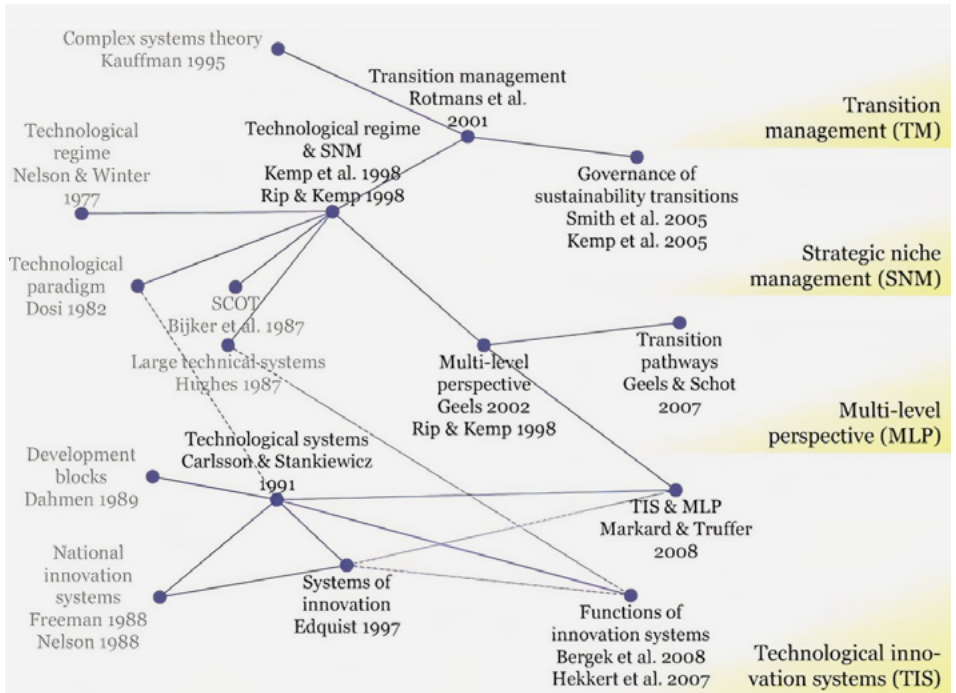 Complex systems theory
Kauffman 1995
Transition management
Rotmans et al.
2001
Transition
management (TM)
Technological
regime
Nelson & Winter
1977
Technological regime
& SNM
Kemp et al. 1998
Rip & Kemp 1998
Governance of
sustainability transitions
Smith et al. 2005
Kemp et al. 2005
Strategic niche
management (SNM)
Technological
paradigm
Dosi 1982
SCOT
Bijker et al. 1987
Large technical systems
Hughes 1987
Multi-level
perspective
Geels 2002
Rip & Kemp 1998
Transition
pathways
Geels & Schot
2007
Multi-level
perspective (MLP)
Technological systems
Carlsson & Stankiewicz
1991
Development
blocks
Dahmen 1989
TIS & MLP
Markard & Truffer
2008
National
innovation
systems
Freeman 1988
Nelson 1988
Systems of
innovation
Edquist 1997
Functions of
innovation systems
Bergek et al. 2008
Hekkert et al. 2007
Technological inno-
vation systems (TIS)